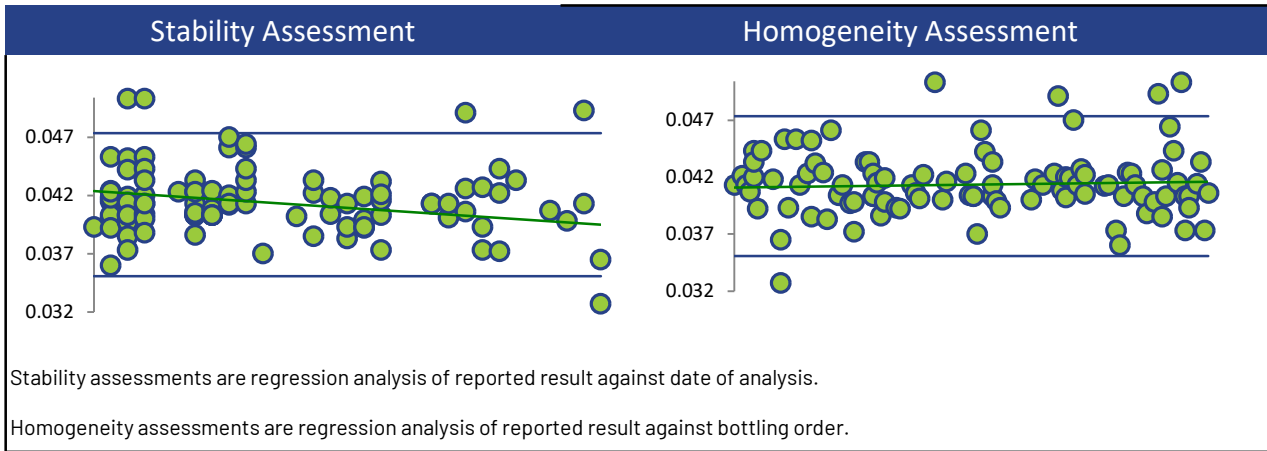 Stability Assessment
Homogeneity Assessment
0.047
0.042
0.037
0.032
0.047
0.042
0.037
0.032
Stability assessments are regression analysis of reported result against date of analysis.
Homogeneity assessments are regression analysis of reported result against bottling order.